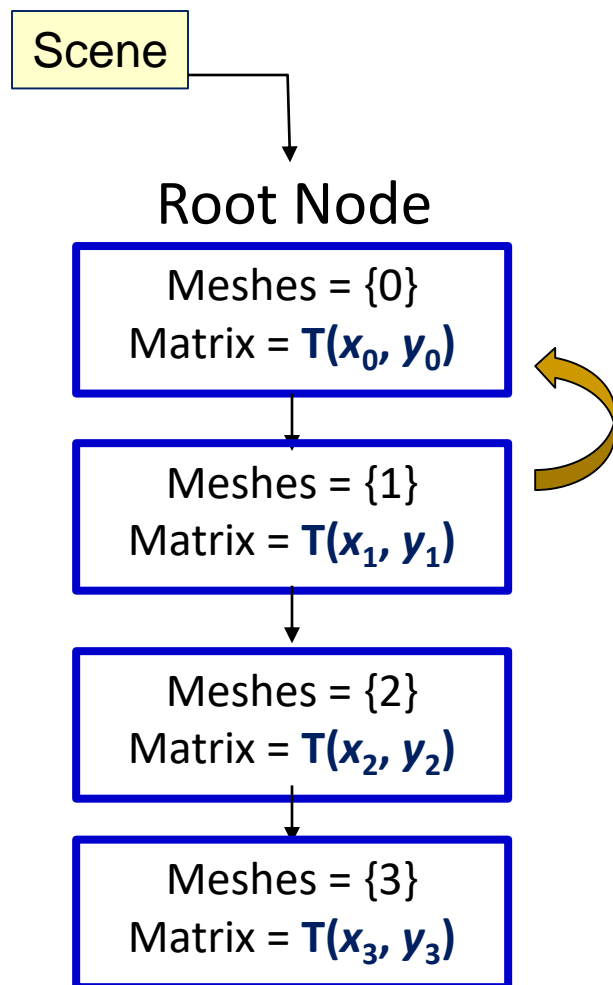 Scene
Root Node
Meshes = {0}
Matrix = T(x₀, y₀)
Meshes = {1}
Matrix = T(x₁, y₁)
Meshes = {2}
Matrix = T(x₂, y₂)
Meshes = {3}
Matrix = T(x₃, y₃)